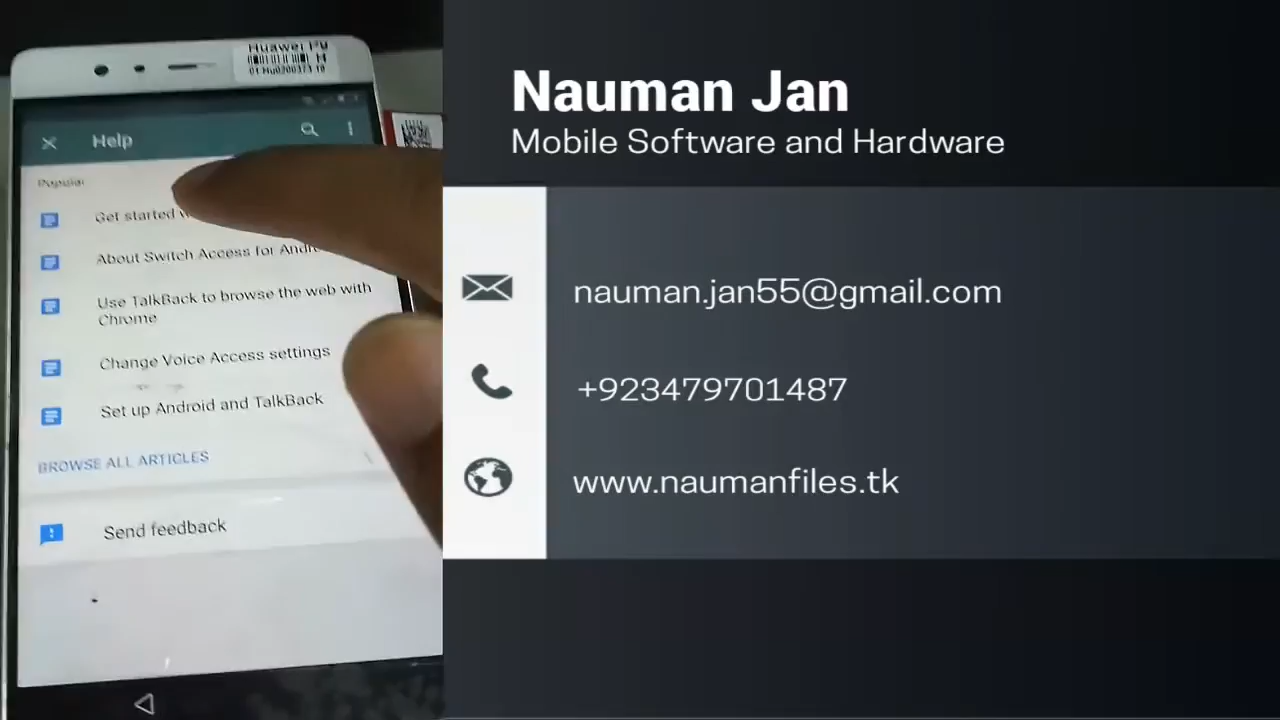 Huawei P9
Help
Popular
Get started
About Switch Access for
Use TalkBack to browse the web with
Chrome
Change Voice Access settings
Set up Android and TalkBack
BROWSE ALL ARTICLES
Send feedback
Nauman Jan
Mobile Software and Hardware
nauman.jan55@gmail.com
+923479701487
www.naumanfiles.tk